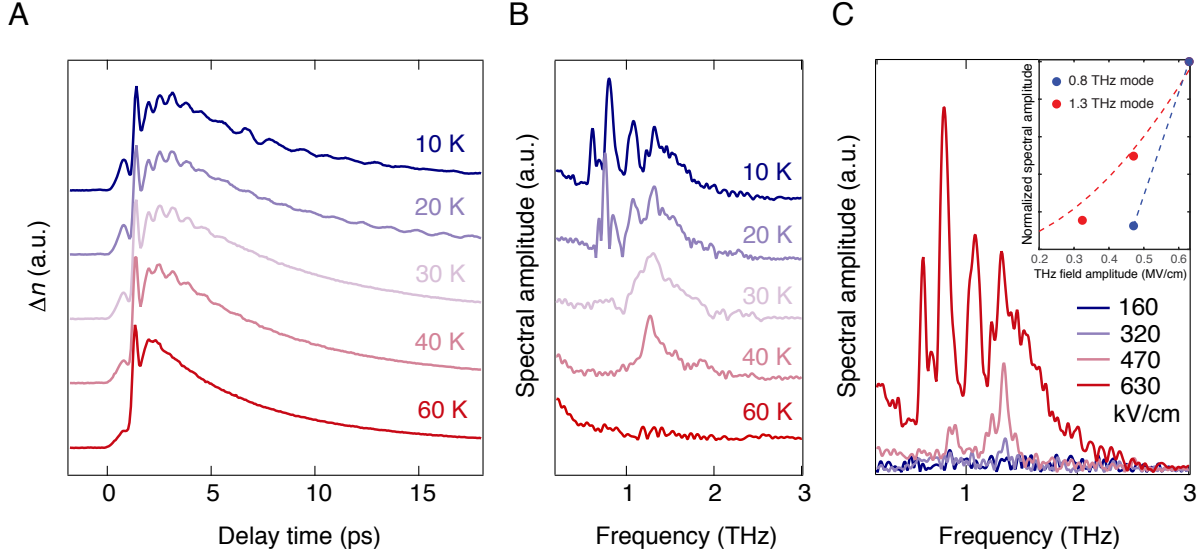 A
Δn (a.u.)
10 K
20 K
30 K
40 K
60 K
0
5
10
15
Delay time (ps)
B
Spectral amplitude (a.u.)
10 K
20 K
30 K
40 K
60 K
1
2
3
Frequency (THz)
C
Spectral amplitude (a.u.)
Normalized spectral amplitude
0.8 THz mode
1.3 THz mode
0.2
0.3
0.4
0.5
0.6
THz field amplitude (MV/cm)
160
320
470
630
kV/cm
1
2
3
Frequency (THz)